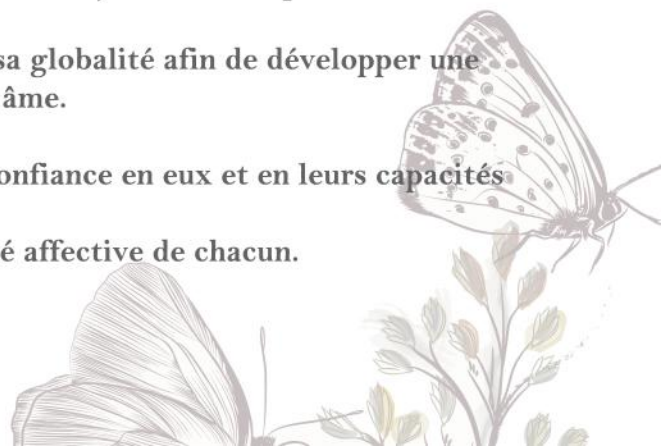 sa globalité afin de développer une
âme.
onfiance en eux et en leurs capacités
é affective de chacun.